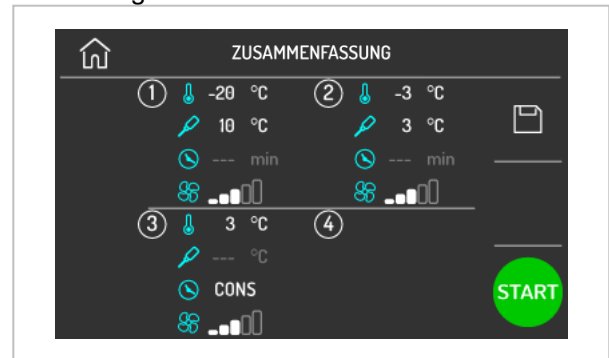 ZUSAMMENFASSUNG
1 -20 °C 2 -3 °C
10 °C 3 °C
--- min --- min
3 3 °C 4
--- °C
CONS
START